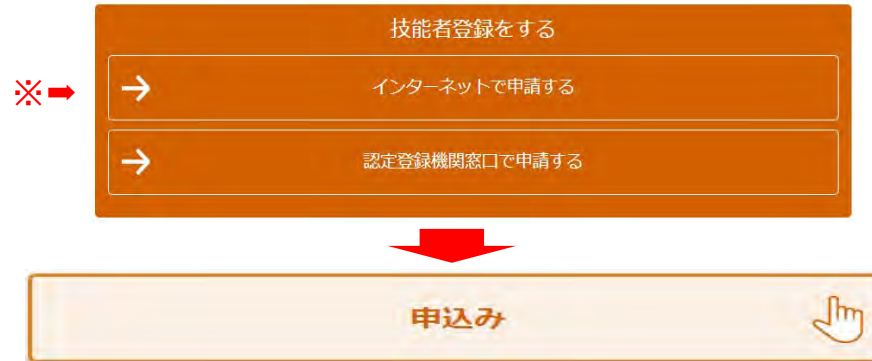 技能者登録をする
※➡
→ インターネットで申請する
→ 認定登録機関窓口で申請する
申込み